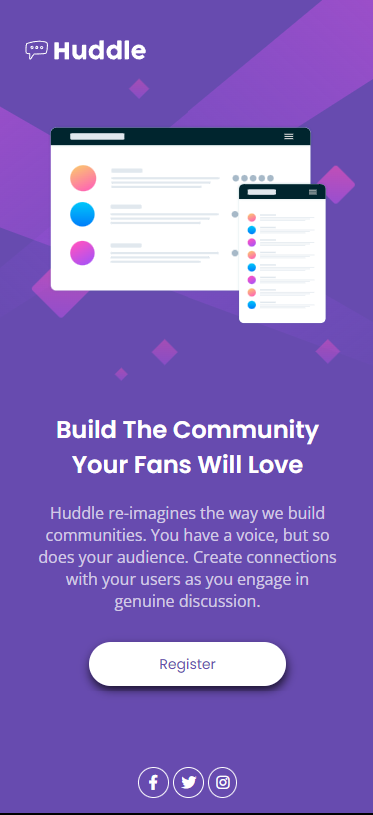 Huddle
Build The Community
Your Fans Will Love
Huddle re-imagines the way we build
communities. You have a voice, but so
does your audience. Create connections
with your users as you engage in
genuine discussion.
Register